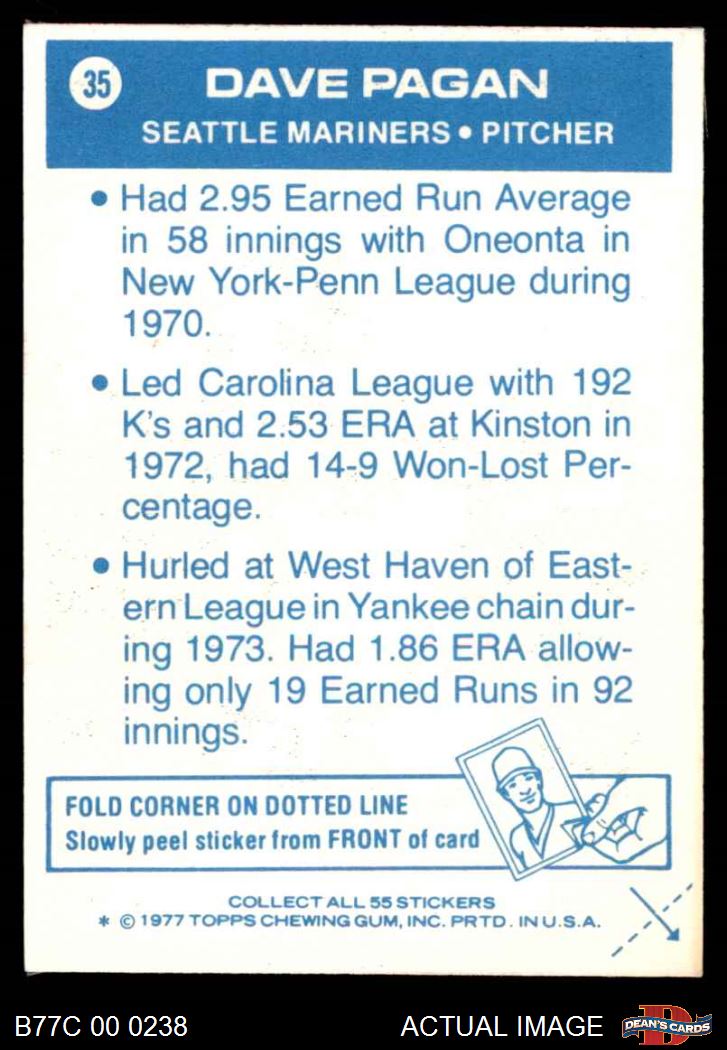 35
DAVE PAGAN
SEATTLE MARINERS • PITCHER
• Had 2.95 Earned Run Average
in 58 innings with Oneonta in
New York-Penn League during
1970.
• Led Carolina League with 192
K's and 2.53 ERA at Kinston in
1972, had 14-9 Won-Lost Per-
centage.
• Hurled at West Haven of East-
ern League in Yankee chain dur-
ing 1973. Had 1.86 ERA allow-
ing only 19 Earned Runs in 92
innings.
FOLD CORNER ON DOTTED LINE
Slowly peel sticker from FRONT of card
COLLECT ALL 55 STICKERS
* © 1977 TOPPS CHEWING GUM, INC. PRTD. IN U.S.A.
B77C 00 0238
ACTUAL IMAGE
D
DEAN'S CARDS